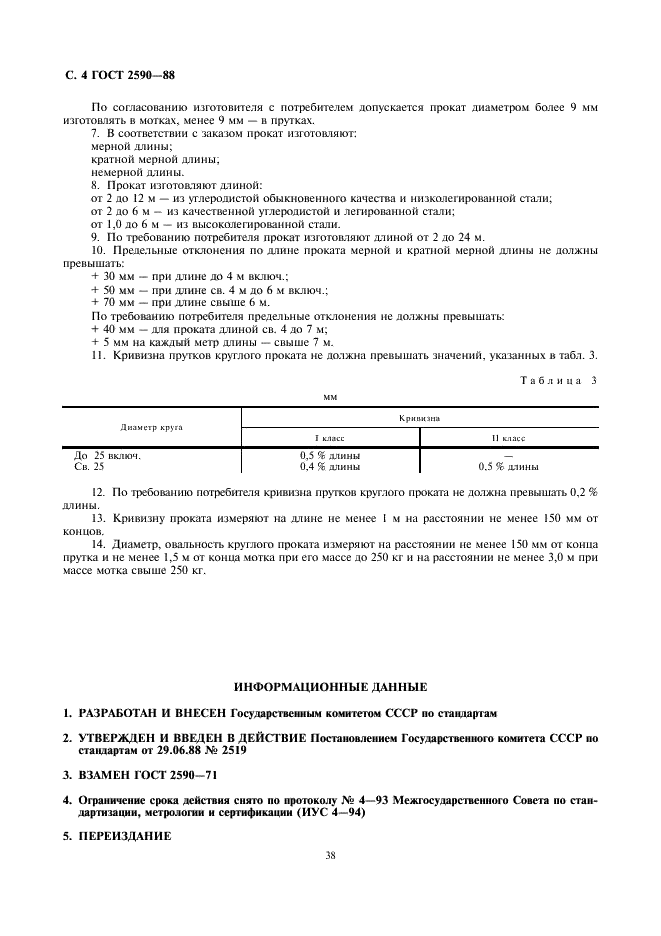 С. 4 ГОСТ 2590—88
По согласованию изготовителя с потребителем допускается прокат диаметром более 9 мм
изготовлять в мотках, менее 9 мм — в прутках.
7. В соответствии с заказом прокат изготовляют:
мерной длины;
кратной мерной длины;
немерной длины.
8. Прокат изготовляют длиной:
от 2 до 12 м — из углеродистой обыкновенного качества и низколегированной стали;
от 2 до 6 м — из качественной углеродистой и легированной стали;
от 1,0 до 6 м — из высоколегированной стали.
9. По требованию потребителя прокат изготовляют длиной от 2 до 24 м.
10. Предельные отклонения по длине проката мерной и кратной мерной длины не должны
превышать:
+ 30 мм — при длине до 4 м включ.;
+ 50 мм — при длине св. 4 м до 6 м включ.;
+ 70 мм — при длине свыше 6 м.
По требованию потребителя предельные отклонения не должны превышать:
+ 40 мм — для проката длиной св. 4 до 7 м;
+ 5 мм на каждый метр длины — свыше 7 м.
11. Кривизна прутков круглого проката не должна превышать значений, указанных в табл. 3.
Таблица 3
мм
Диаметр круга
Кривизна
I класс II класс
До 25 включ. 0,5 % длины —
Св. 25 0,4 % длины 0,5 % длины
12. По требованию потребителя кривизна прутков круглого проката не должна превышать 0,2 %
длины.
13. Кривизну проката измеряют на длине не менее 1 м на расстоянии не менее 150 мм от
концов.
14. Диаметр, овальность круглого проката измеряют на расстоянии не менее 150 мм от конца
прутка и не менее 1,5 м от конца мотка при его массе до 250 кг и на расстоянии не менее 3,0 м при
массе мотка свыше 250 кг.
ИНФОРМАЦИОННЫЕ ДАННЫЕ
1. РАЗРАБОТАН И ВНЕСЕН Государственным комитетом СССР по стандартам
2. УТВЕРЖДЕН И ВВЕДЕН В ДЕЙСТВИЕ Постановлением Государственного комитета СССР по
стандартам от 29.06.88 № 2519
3. ВЗАМЕН ГОСТ 2590—71
4. Ограничение срока действия снято по протоколу № 4—93 Межгосударственного Совета по стан-
дартизации, метрологии и сертификации (ИУС 4—94)
5. ПЕРЕИЗДАНИЕ
38